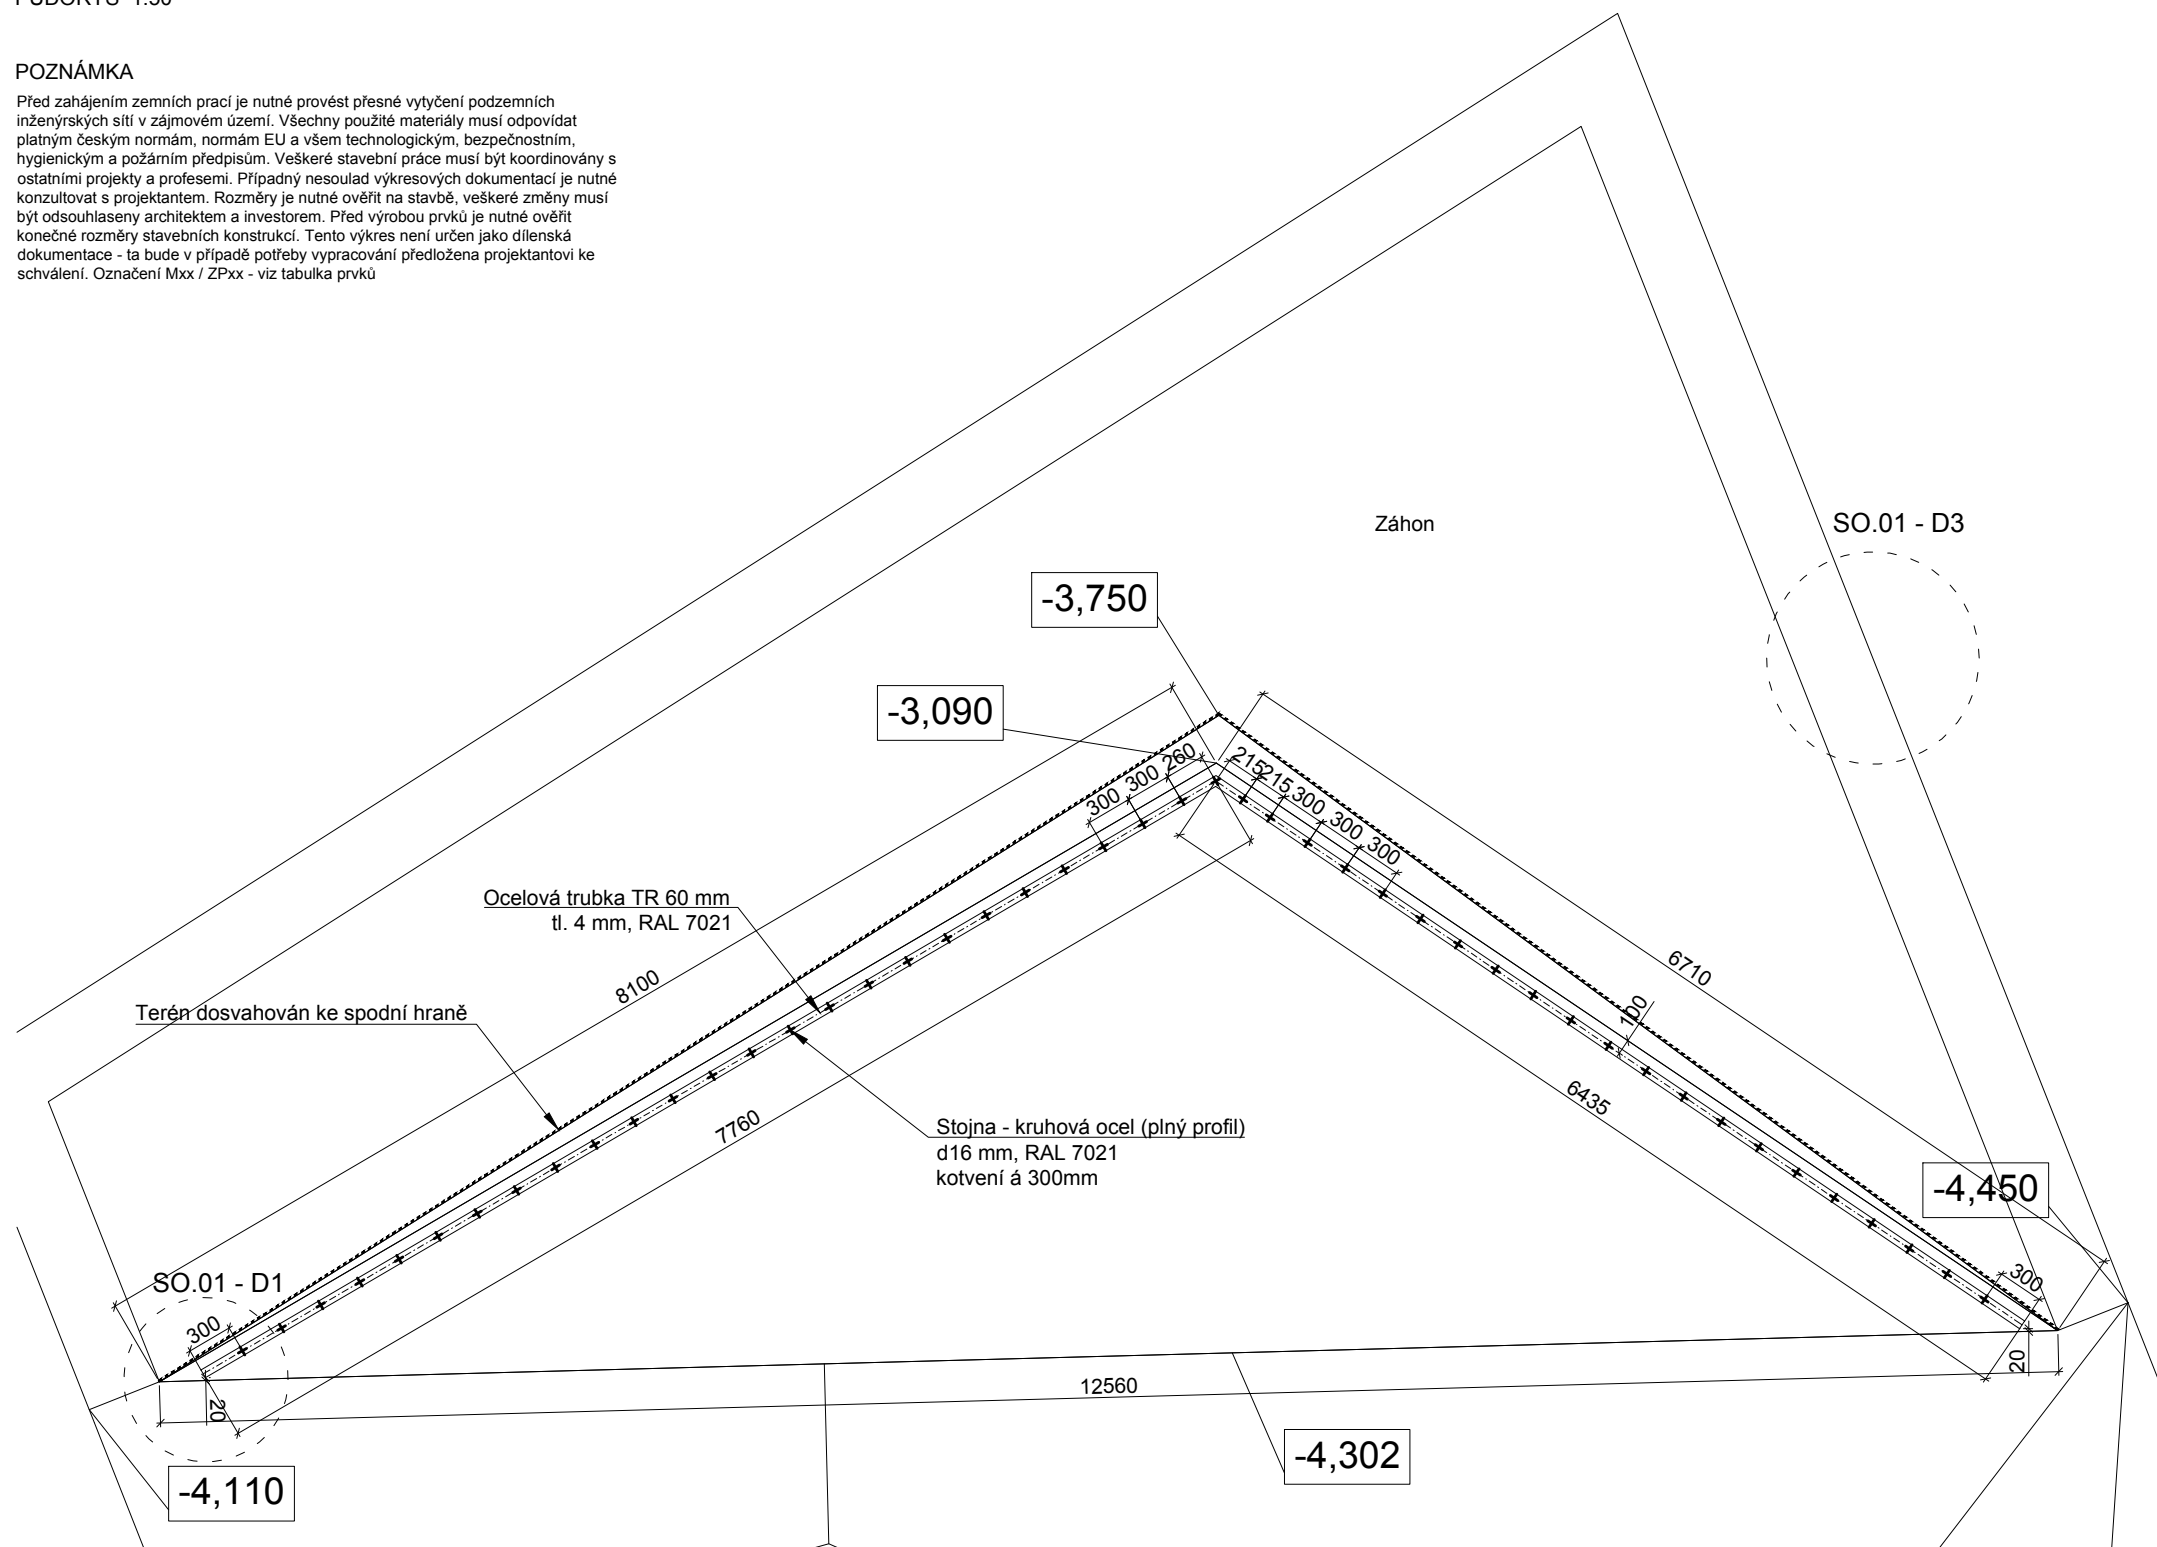 PŮDORYS 1:50
POZNÁMKA
Před zahájením zemních prací je nutné provést přesné vytyčení podzemních
inženýrských sítí v zájmovém území. Všechny použité materiály musí odpovídat
platným českým normám, normám EU a všem technologickým, bezpečnostním,
hygienickým a požárním předpisům. Veškeré stavební práce musí být koordinovány s
ostatními projekty a profesemi. Případný nesoulad výkresových dokumentací je nutné
konzultovat s projektantem. Rozměry je nutné ověřit na stavbě, veškeré změny musí
být odsouhlaseny architektem a investorem. Před výrobou prvků je nutné ověřit
konečné rozměry stavebních konstrukcí. Tento výkres není určen jako dílenská
dokumentace - ta bude v případě potřeby vypracování předložena projektantovi ke
schválení. Označení Mxx / ZPxx - viz tabulka prvků
Záhon
SO.01 - D3
-3,750
-3,090
300
300
260
215
215
300
300
300
Ocelová trubka TR 60 mm
tl. 4 mm, RAL 7021
8100
6710
100
Terén dosvahován ke spodní hraně
7760
6435
Stojna - kruhová ocel (plný profil)
d16 mm, RAL 7021
kotvení á 300mm
-4,450
SO.01 - D1
300
300
20
20
12560
-4,302
-4,110